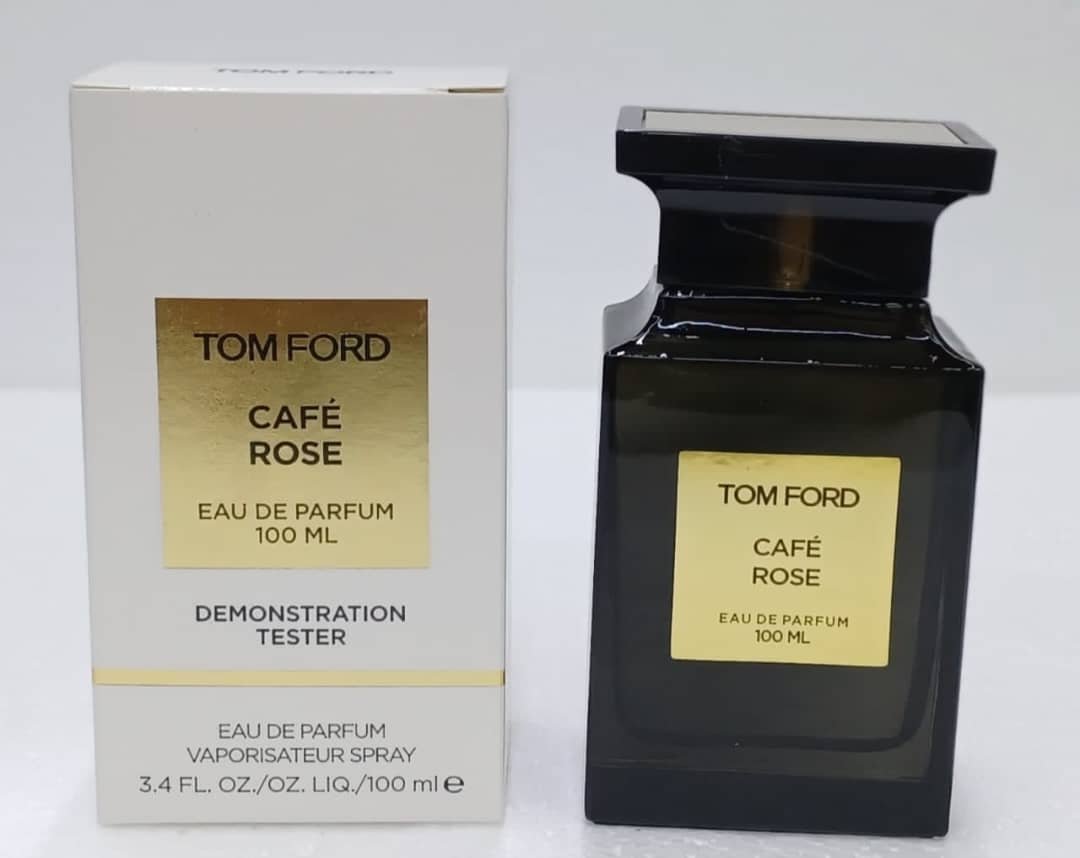 TOM FORD
TOM FORD
CAFÉ
ROSE
EAU DE PARFUM
100 ML
DEMONSTRATION
TESTER
EAU DE PARFUM
VAPORISATEUR SPRAY
3.4 FL. OZ./OZ. LIQ./100 ml ℮
TOM FORD
CAFÉ
ROSE
EAU DE PARFUM
100 ML